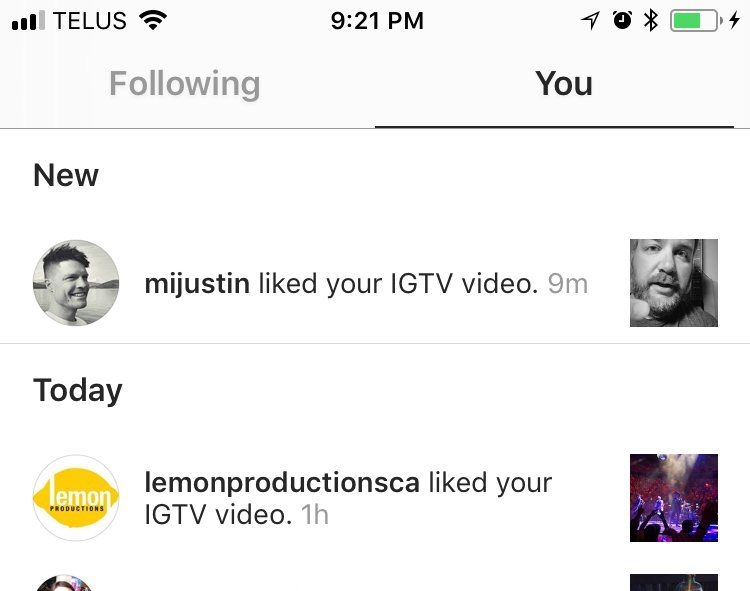 TELUS 9:21 PM
Following You
New
mijustin liked your IGTV video. 9m
Today
lemon
PRODUCTIONS
lemonproductionsca liked your
IGTV video. 1h